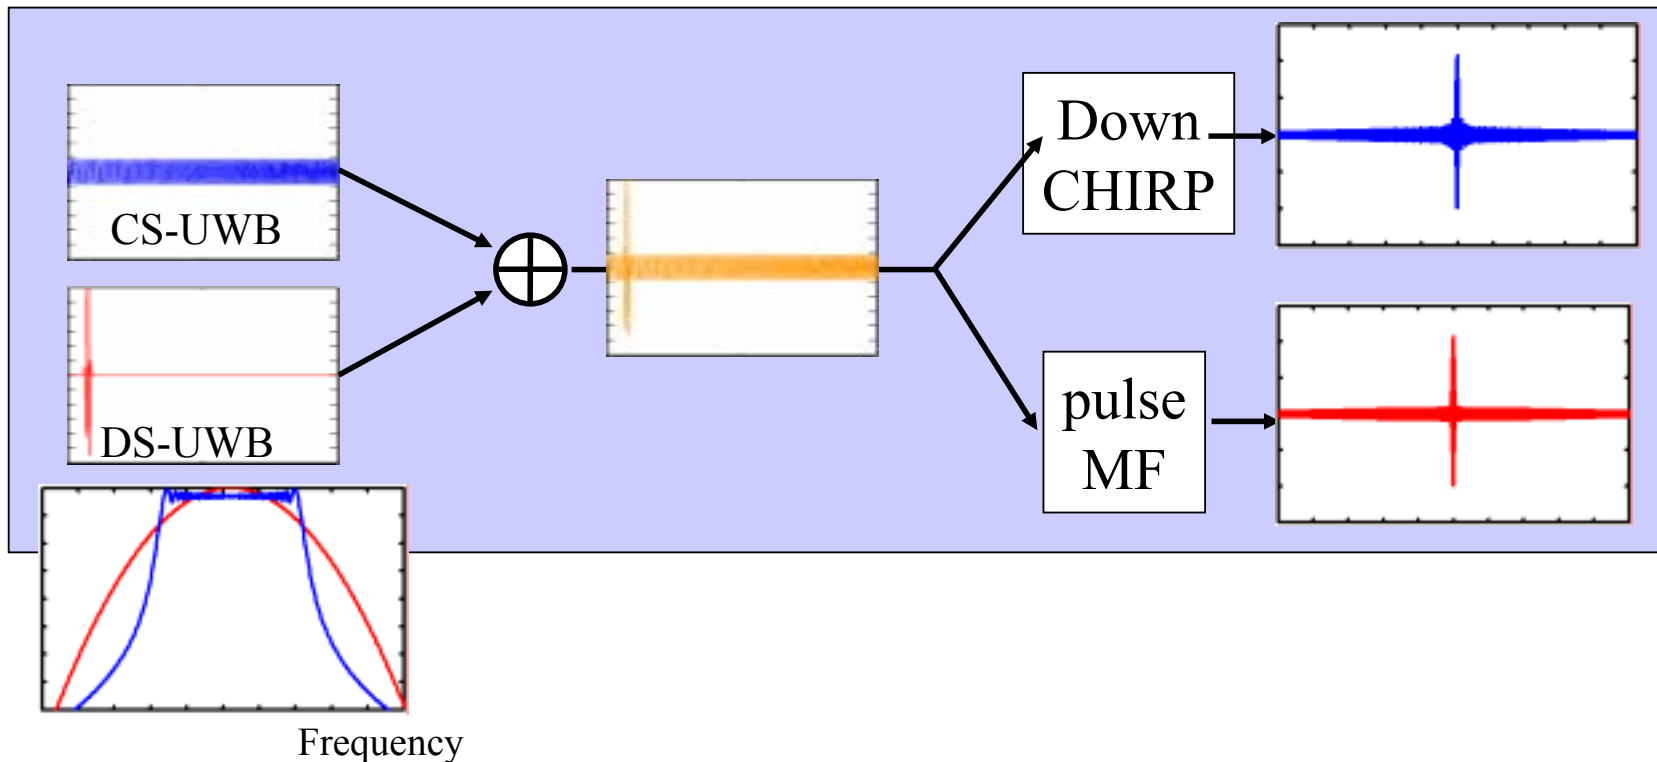 CS-UWB
DS-UWB
Down
CHIRP
pulse
MF
Frequency